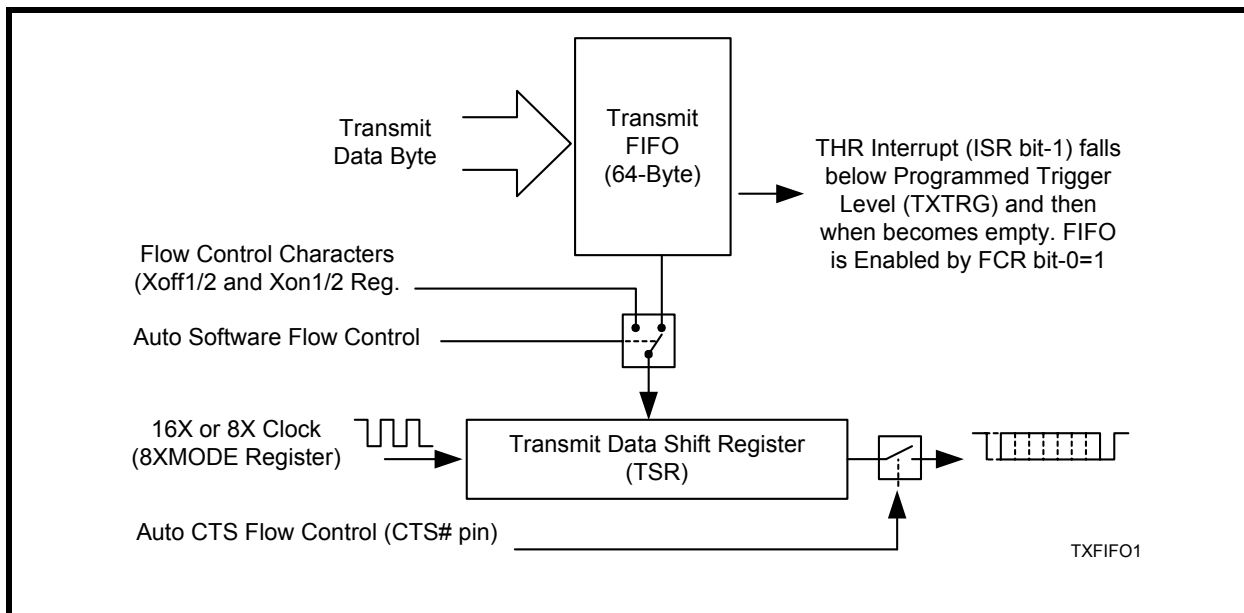 Transmit
Data Byte
Transmit
FIFO
(64-Byte)
THR Interrupt (ISR bit-1) falls
below Programmed Trigger
Level (TXTRG) and then
when becomes empty. FIFO
is Enabled by FCR bit-0=1
Flow Control Characters
(Xoff1/2 and Xon1/2 Reg.
Auto Software Flow Control
16X or 8X Clock
(8XMODE Register)
Transmit Data Shift Register
(TSR)
Auto CTS Flow Control (CTS# pin)
TXFIFO1